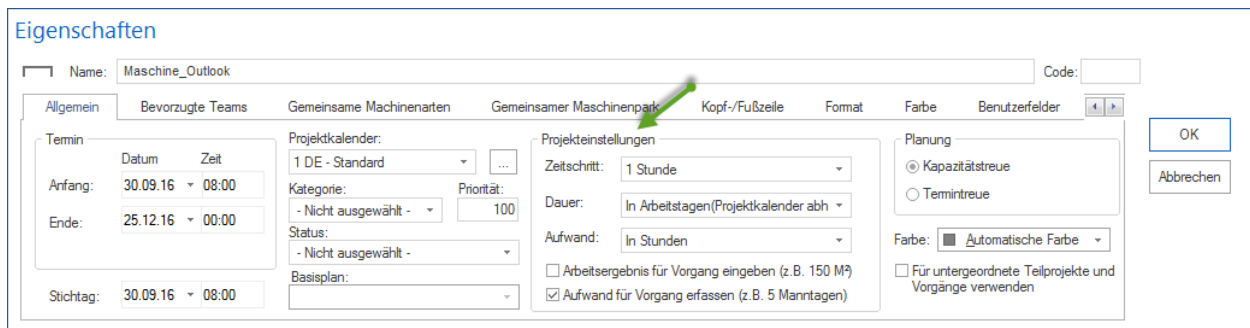 Eigenschaften
Name: Maschine_Outlook Code:
Allgemein Bevorzugte Teams Gemeinsame Machinenarten Gemeinsamer Maschinenpark Kopf-/Fußzeile Format Farbe Benutzerfelder
Termin
Datum Zeit
Anfang: 30.09.16 08:00
Ende: 25.12.16 00:00
Stichtag: 30.09.16 08:00
Projektkalender:
1 DE - Standard ...
Kategorie: Priorität:
- Nicht ausgewählt - 100
Status:
- Nicht ausgewählt -
Basisplan:
Projekteinstellungen
Zeitschritt: 1 Stunde
Dauer: In Arbeitstagen(Projektkalender abh
Aufwand: In Stunden
Arbeitsergebnis für Vorgang eingeben (z.B. 150 M²)
Aufwand für Vorgang erfassen (z.B. 5 Manntagen)
Planung
Kapazitätstreue
Termintreue
Farbe: Automatische Farbe
Für untergeordnete Teilprojekte und
Vorgänge verwenden
OK
Abbrechen